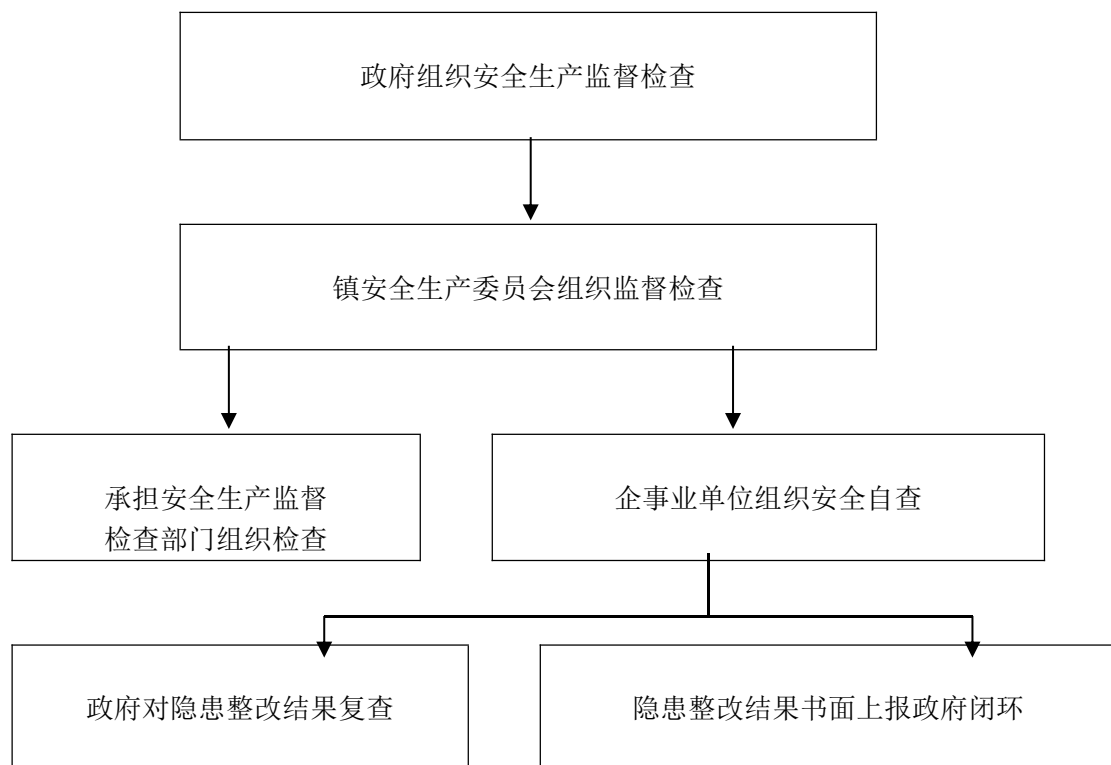 政府组织安全生产监督检查
镇安全生产委员会组织监督检查
承担安全生产监督
检查部门组织检查
企事业单位组织安全自查
政府对隐患整改结果复查
隐患整改结果书面上报政府闭环